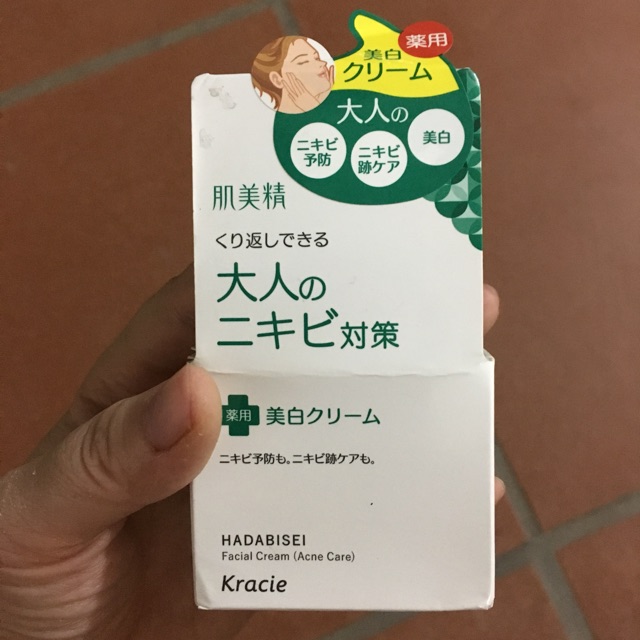 薬用
美白
クリーム
大人の
ニキビ
予防
ニキビ
跡ケア
美白
肌美精
くり返しできる
大人の
ニキビ対策
薬用
美白クリーム
ニキビ予防も。ニキビ跡ケアも。
HADABISEI
Facial Cream (Acne Care)
Kracie